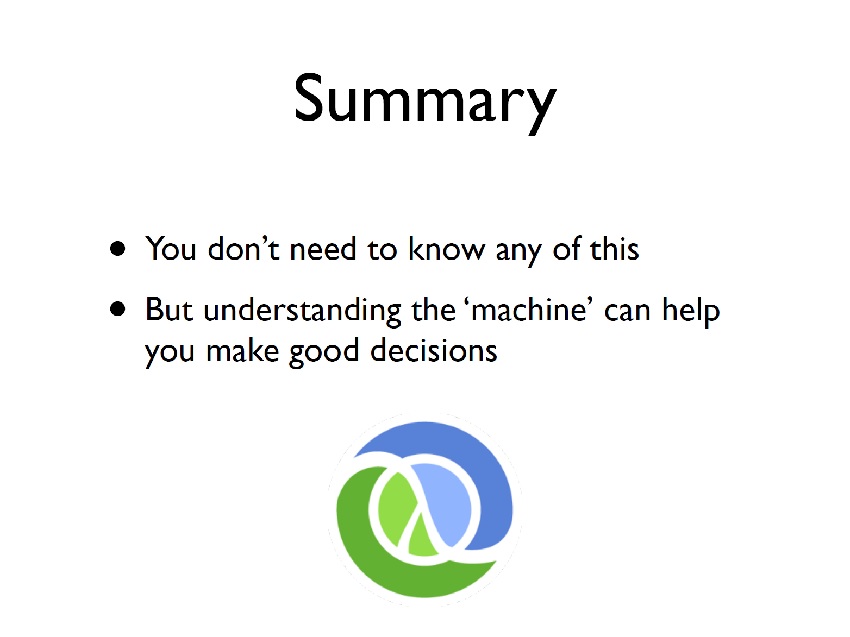 Summary
• You don’t need to know any of this
• But understanding the ‘machine’ can help
you make good decisions